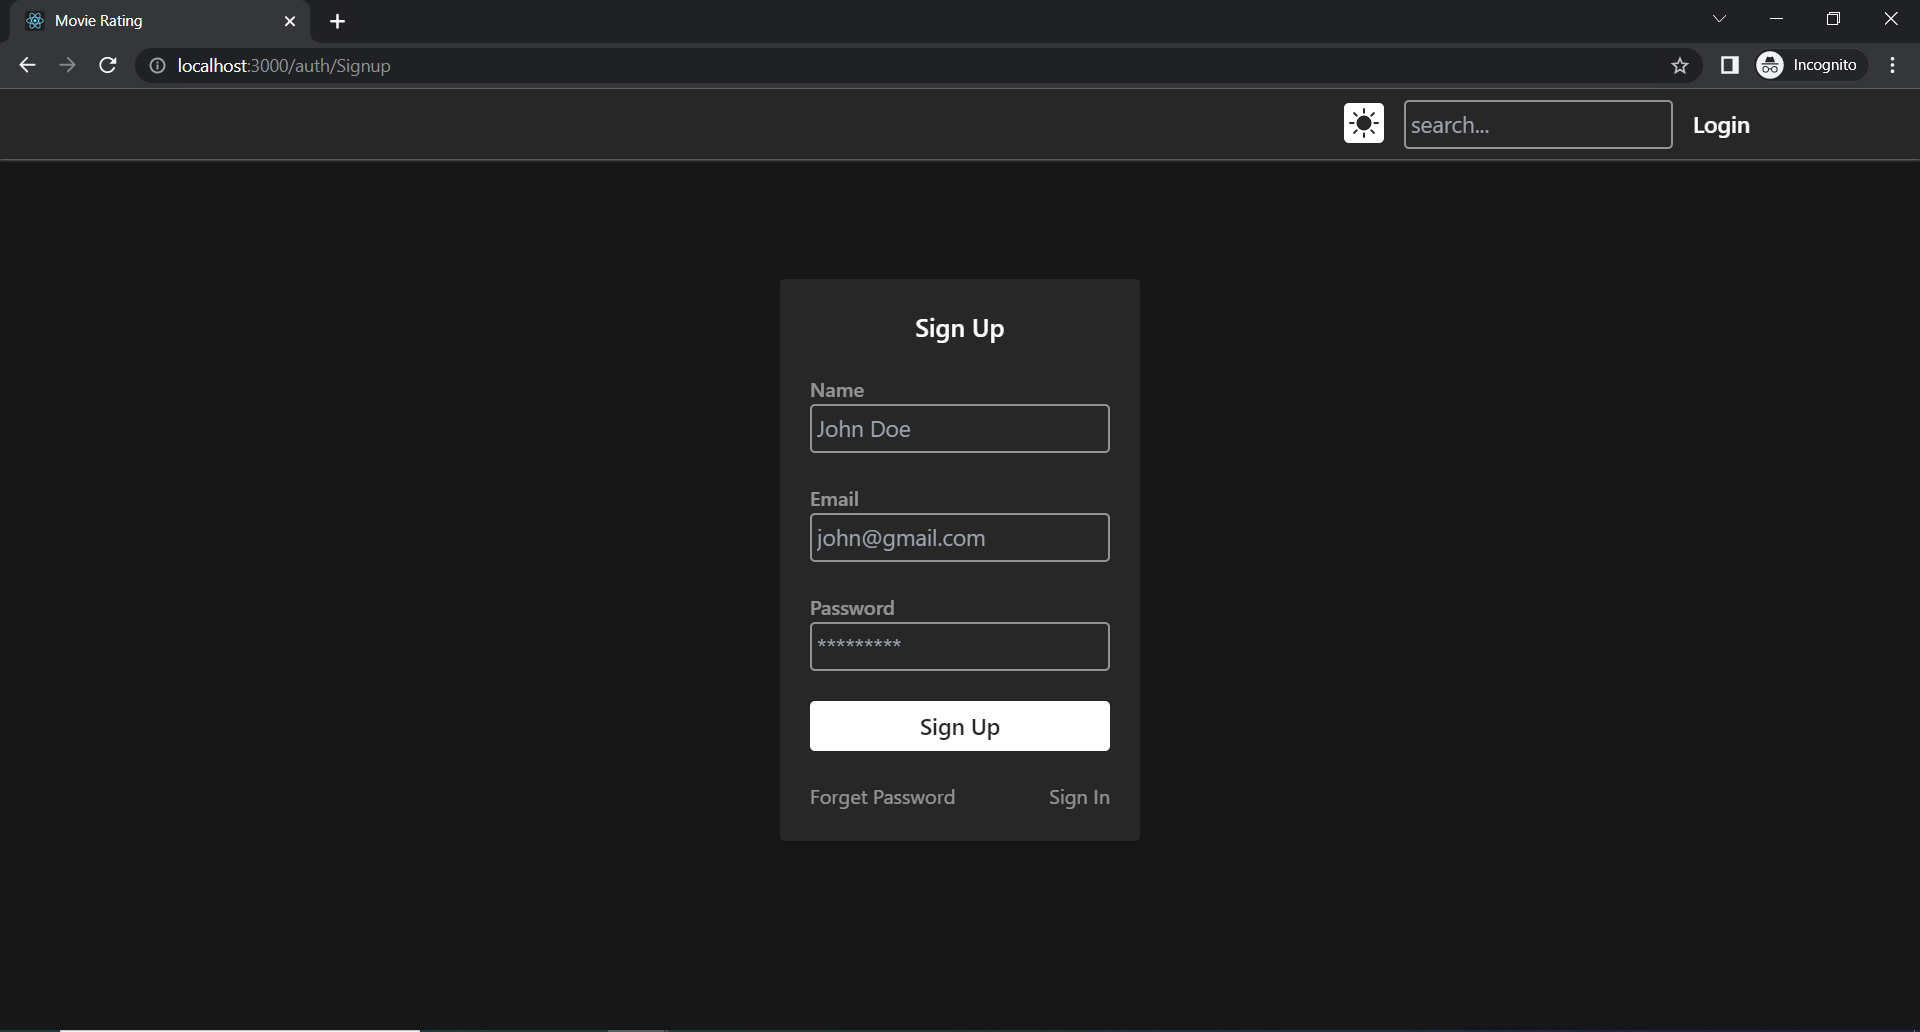 Movie Rating
localhost:3000/auth/Signup
Incognito
search...
Login
Sign Up
Name
John Doe
Email
john@gmail.com
Password
*********
Sign Up
Forget Password
Sign In